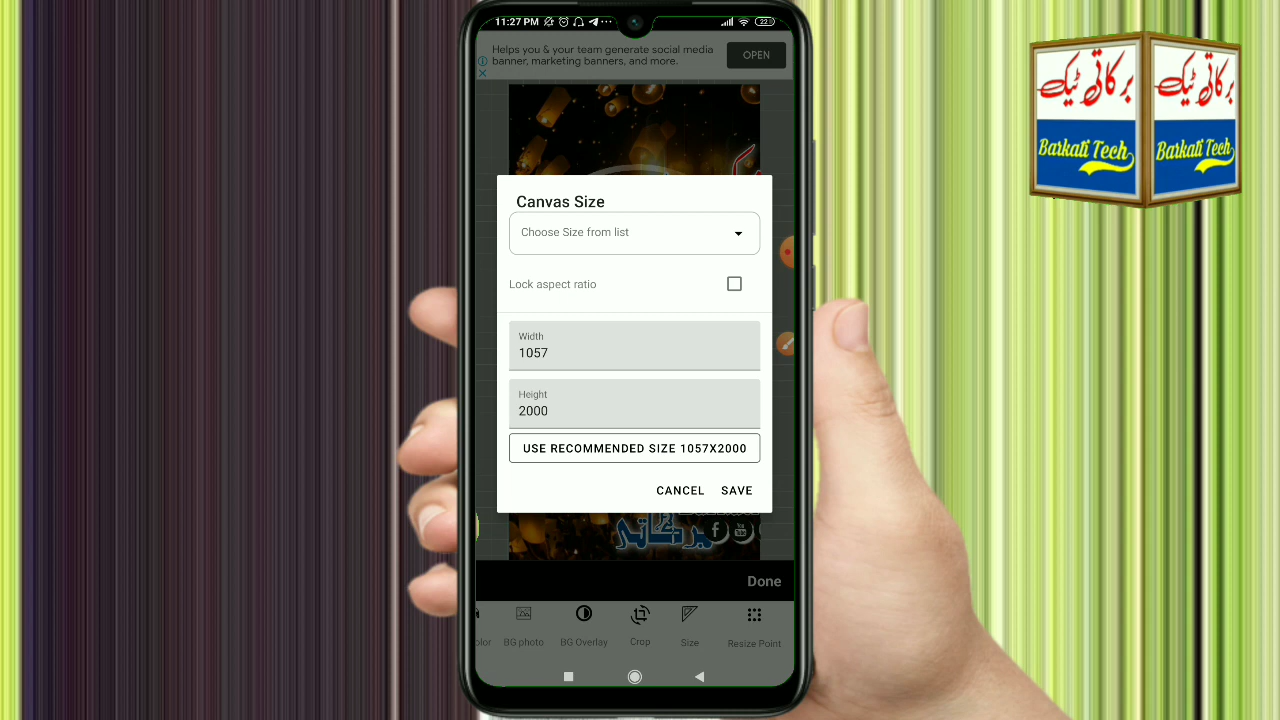 11:27 PM
22
Helps you & your team generate social media
banner, marketing banners, and more.
OPEN
برکاتی ٹیک
برکاتی ٹیک
Barkati Tech
Barkati Tech
Canvas Size
Choose Size from list
Lock aspect ratio
Width
1057
Height
2000
USE RECOMMENDED SIZE 1057X2000
CANCEL
SAVE
Done
BG photo
BG Overlay
Crop
Size
Resize Point